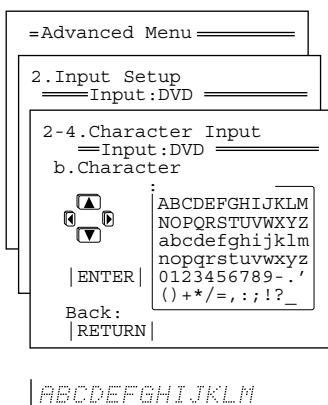 =Advanced Menu
2.Input Setup
Input:DVD
2-4.Character Input
Input:DVD
b.Character
:
ABCDEFGHIJKLM
NOPQRSTUVWXYZ
abcdefghijklm
nopqrstuvwxyz
0123456789-.’
()+*/=,:;!?_
|ENTER|
Back:
|RETURN|
ABCDEFGHIJKLM